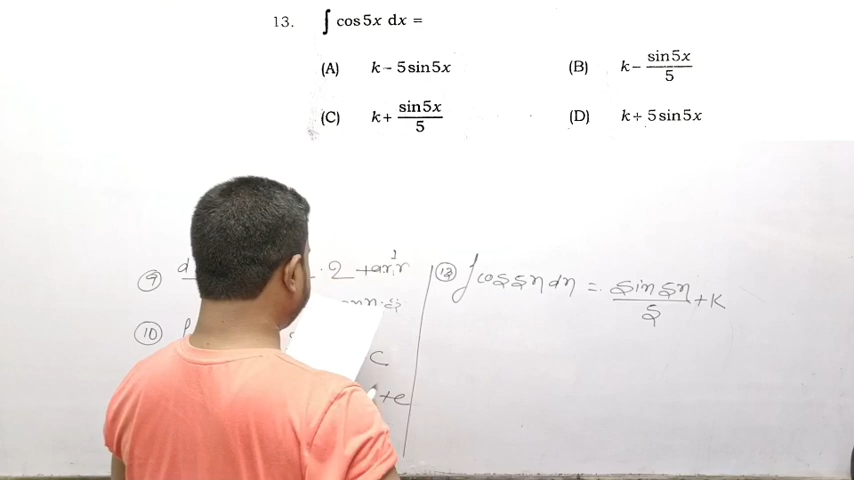 13. ∫ cos 5x dx =
(A) k – 5 sin 5x (B) k – sin 5x / 5
(C) k + sin 5x / 5 (D) k + 5 sin 5x
9
10
C
+c
13 ∫ cos 5x dx = sin 5x / 5 + K